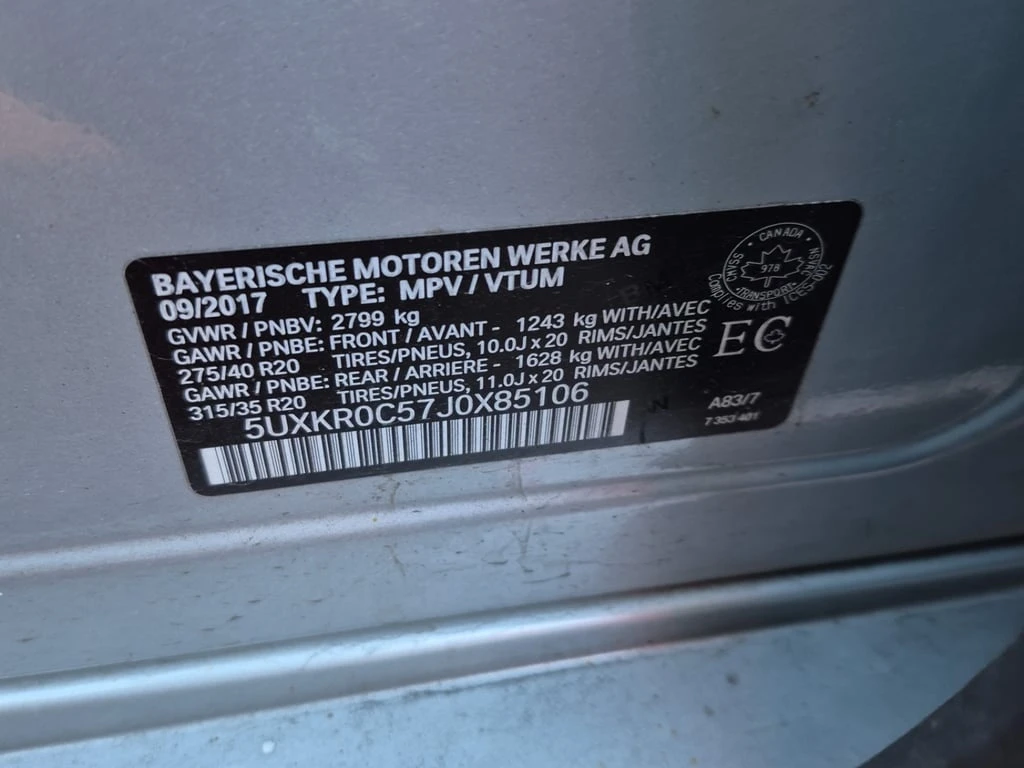 BAYERISCHE MOTOREN WERKE AG
09/2017 TYPE: MPV / VTUM
GVWR / PNBV: 2799 kg
GAWR / PNBE: FRONT / AVANT - 1243 kg WITH/AVEC
275/40 R20 TIRES/PNEUS, 10.0J x 20 RIMS/JANTES
GAWR / PNBE: REAR / ARRIERE - 1628 kg WITH/AVEC
315/35 R20 TIRES/PNEUS, 11.0J x 20 RIMS/JANTES
5UXKR0C57J0X85106
CANADA
978
TRANSPORT
Complies with
EC
A83/7
7 353 401